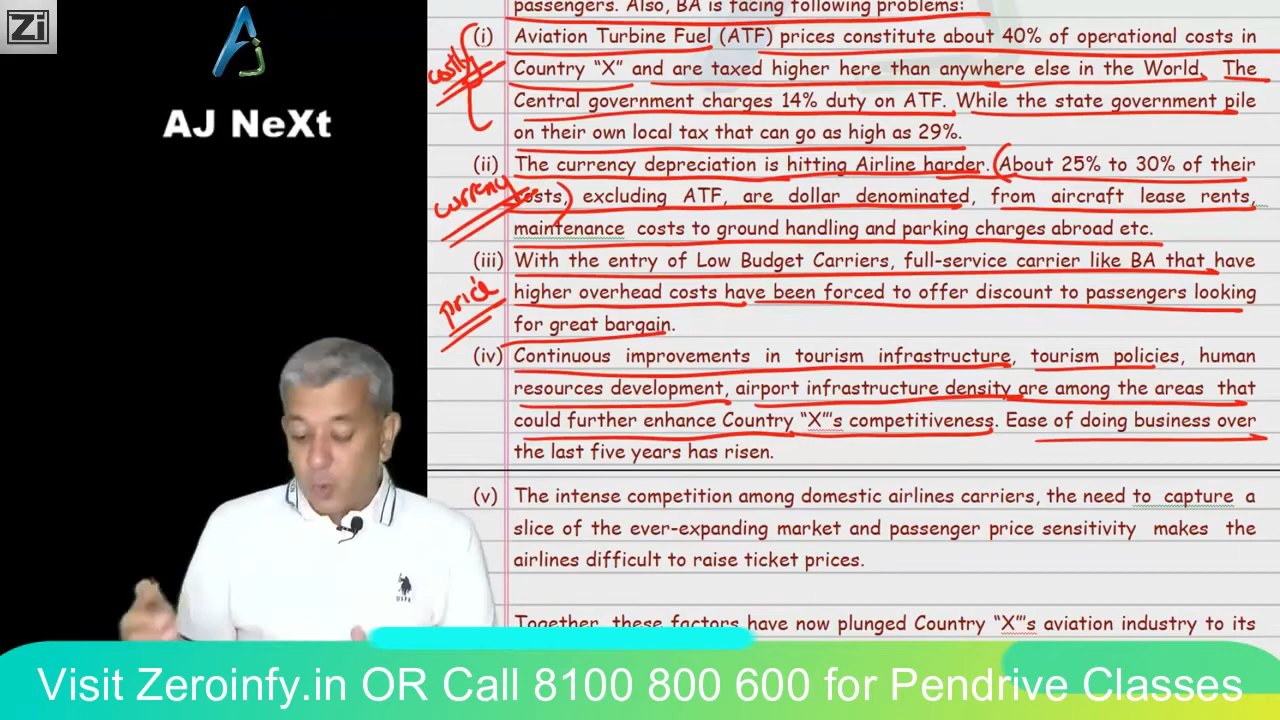 Zi
AJ NeXt
passengers. Also, BA is facing following problems:
(i) Aviation Turbine Fuel (ATF) prices constitute about 40% of operational costs in
Country “X” and are taxed higher here than anywhere else in the World. The
Central government charges 14% duty on ATF. While the state government pile
on their own local tax that can go as high as 29%.
costly
(ii) The currency depreciation is hitting Airline harder. About 25% to 30% of their
costs, excluding ATF, are dollar denominated, from aircraft lease rents,
maintenance costs to ground handling and parking charges abroad etc.
currency
(iii) With the entry of Low Budget Carriers, full-service carrier like BA that have
higher overhead costs have been forced to offer discount to passengers looking
for great bargain.
price
(iv) Continuous improvements in tourism infrastructure, tourism policies, human
resources development, airport infrastructure density are among the areas that
could further enhance Country “X”'s competitiveness. Ease of doing business over
the last five years has risen.
(v) The intense competition among domestic airlines carriers, the need to capture a
slice of the ever-expanding market and passenger price sensitivity makes the
airlines difficult to raise ticket prices.
Together, these factors have now plunged Country “X”'s aviation industry to its
USPA
Visit Zeroinfy.in OR Call 8100 800 600 for Pendrive Classes